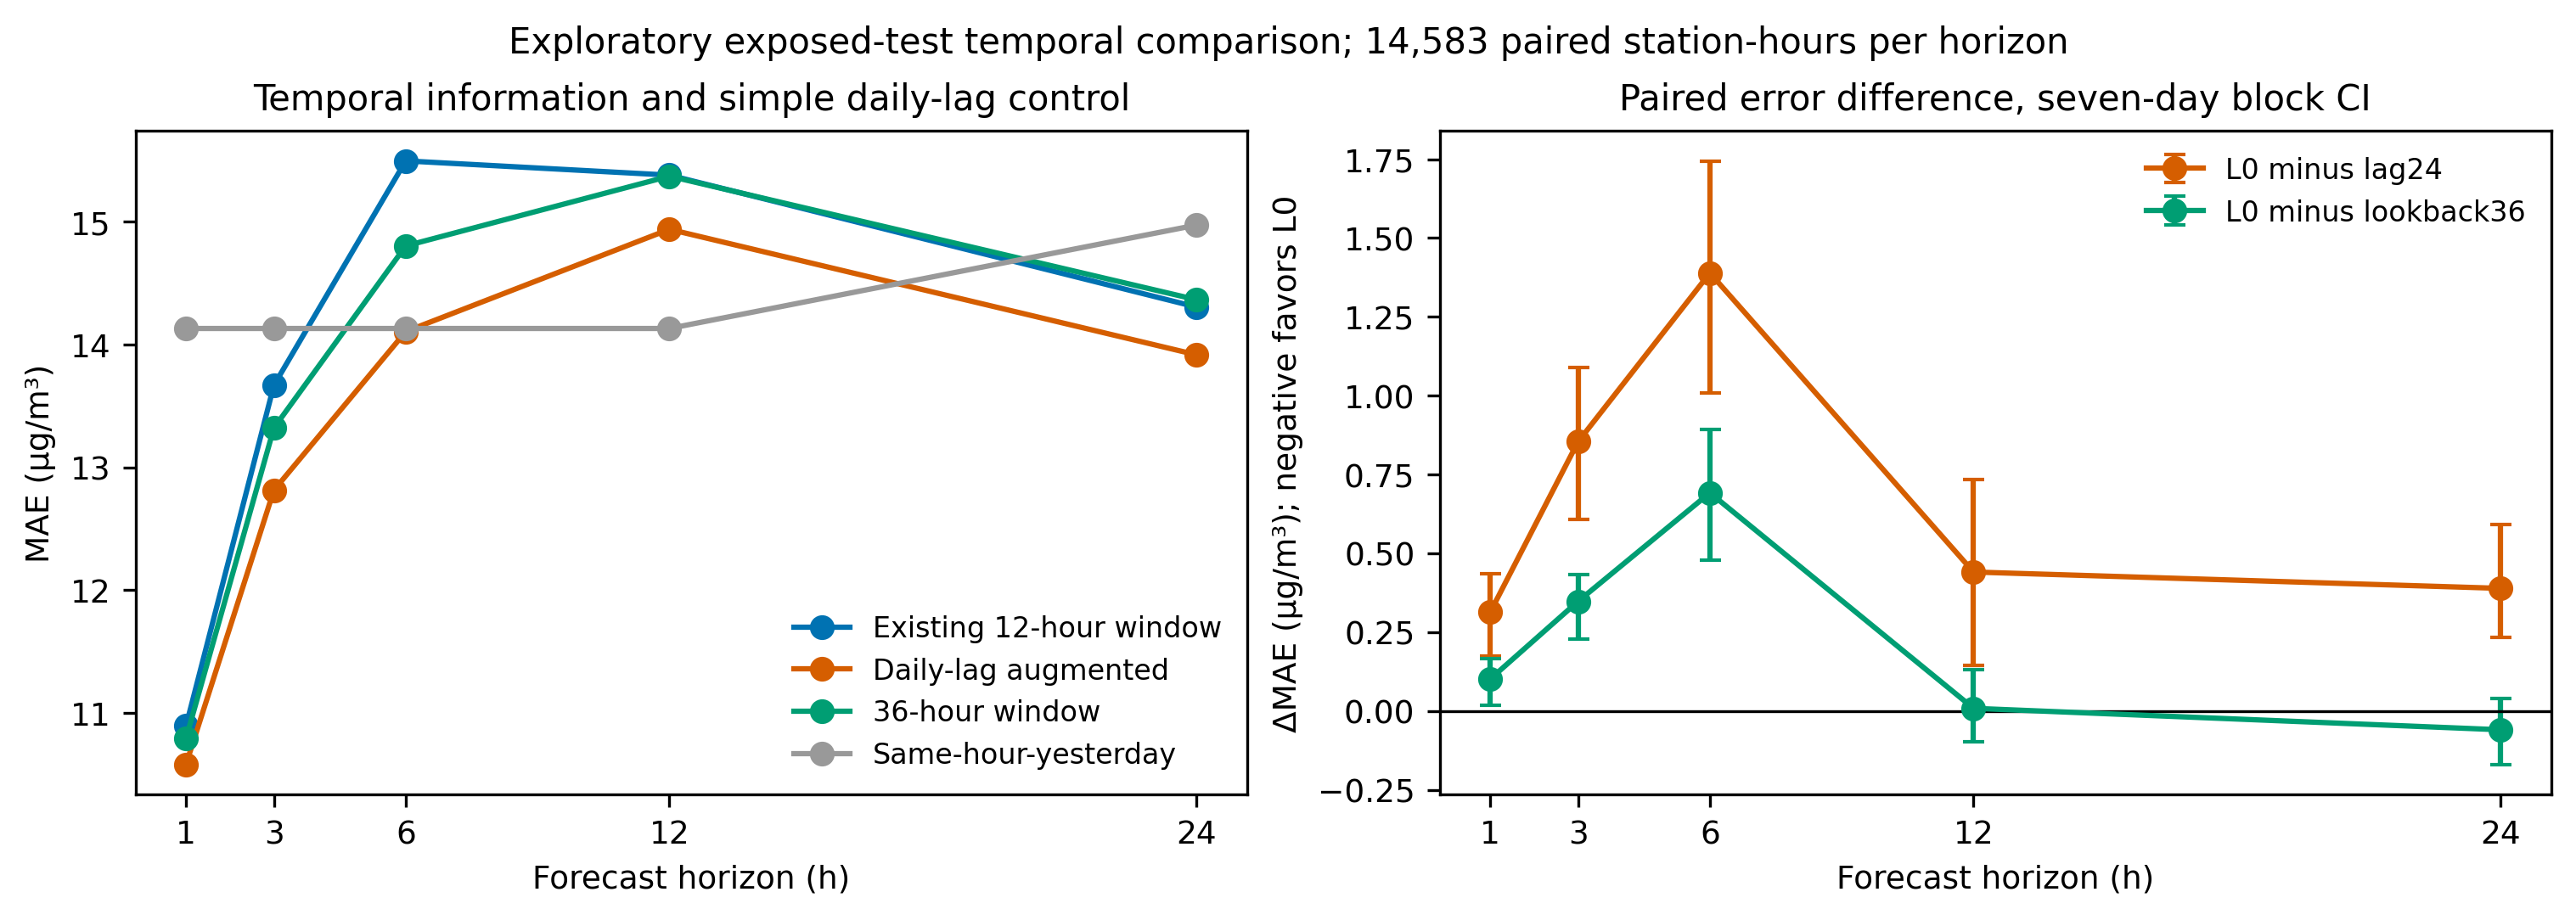 Exploratory exposed-test temporal comparison; 14,583 paired station-hours per horizon
Temporal information and simple daily-lag control
MAE (µg/m³)
15
14
13
12
11
Existing 12-hour window
Daily-lag augmented
36-hour window
Same-hour-yesterday
1 3 6 12 24
Forecast horizon (h)
Paired error difference, seven-day block CI
ΔMAE (µg/m³); negative favors L0
1.75
1.50
1.25
1.00
0.75
0.50
0.25
0.00
−0.25
L0 minus lag24
L0 minus lookback36
1 3 6 12 24
Forecast horizon (h)